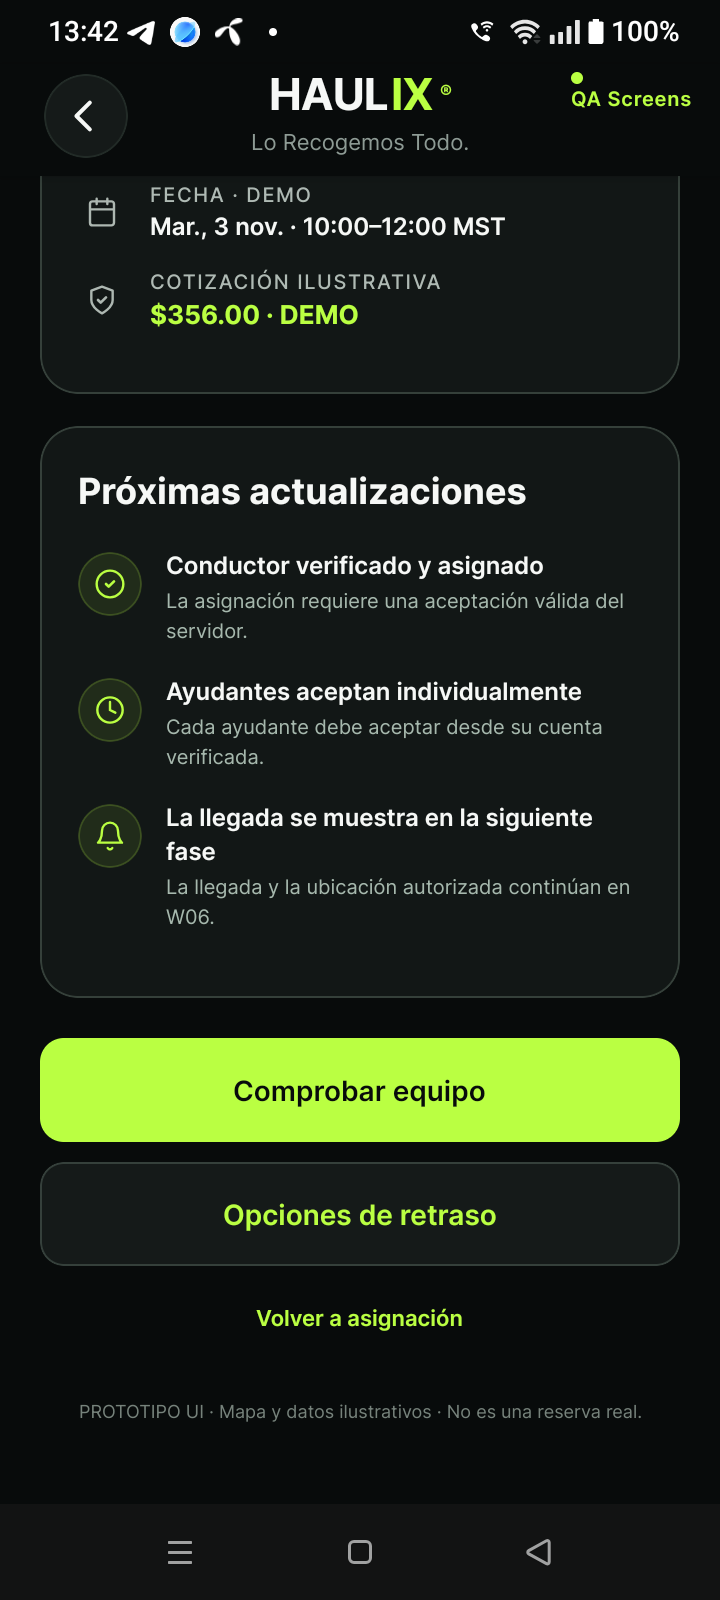 13:42
100%
HAULIX®
QA Screens
Lo Recogemos Todo.
FECHA · DEMO
Mar., 3 nov. · 10:00–12:00 MST
COTIZACIÓN ILUSTRATIVA
$356.00 · DEMO
Próximas actualizaciones
Conductor verificado y asignado
La asignación requiere una aceptación válida del
servidor.
Ayudantes aceptan individualmente
Cada ayudante debe aceptar desde su cuenta
verificada.
La llegada se muestra en la siguiente
fase
La llegada y la ubicación autorizada continúan en
W06.
Comprobar equipo
Opciones de retraso
Volver a asignación
PROTOTIPO UI · Mapa y datos ilustrativos · No es una reserva real.